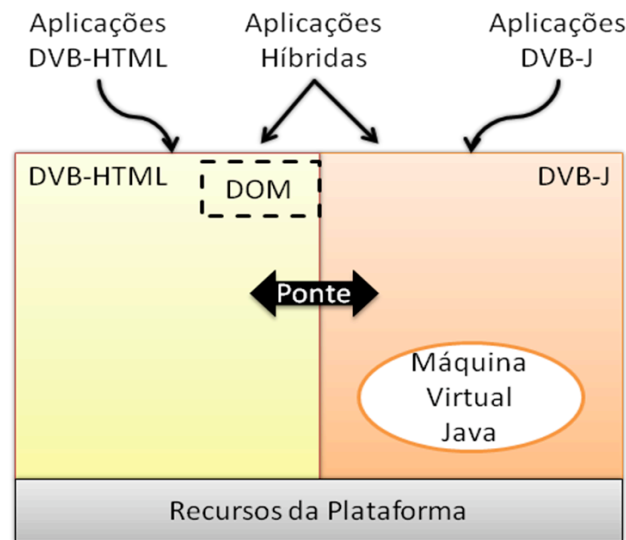 Aplicações
DVB-HTML
Aplicações
Híbridas
Aplicações
DVB-J
DVB-HTML
DOM
DVB-J
Ponte
Máquina
Virtual
Java
Recursos da Plataforma